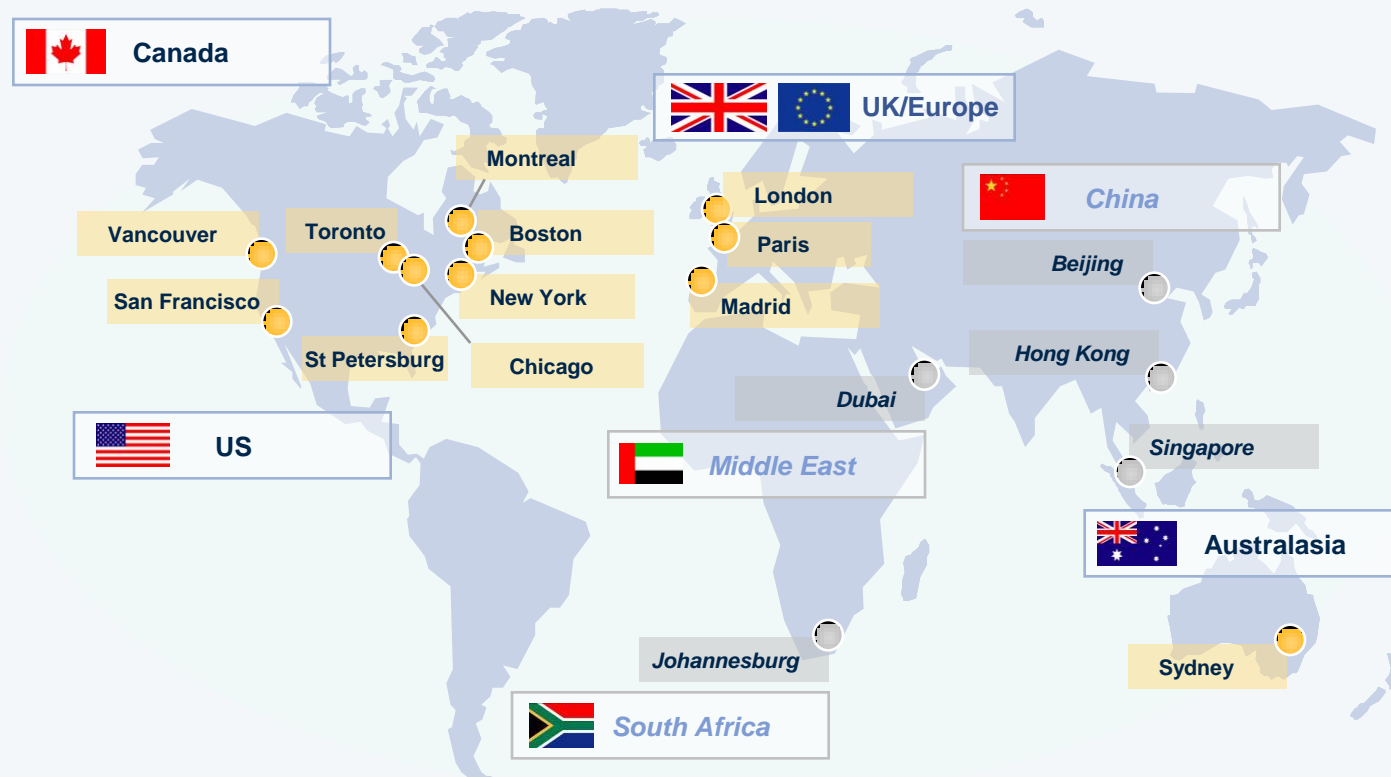 Canada
UK/Europe
Montreal
China
London
Vancouver
Toronto
Boston
Paris
Beijing
San Francisco
New York
Madrid
St Petersburg
Chicago
Hong Kong
Dubai
US
Middle East
Singapore
Australasia
Johannesburg
Sydney
South Africa